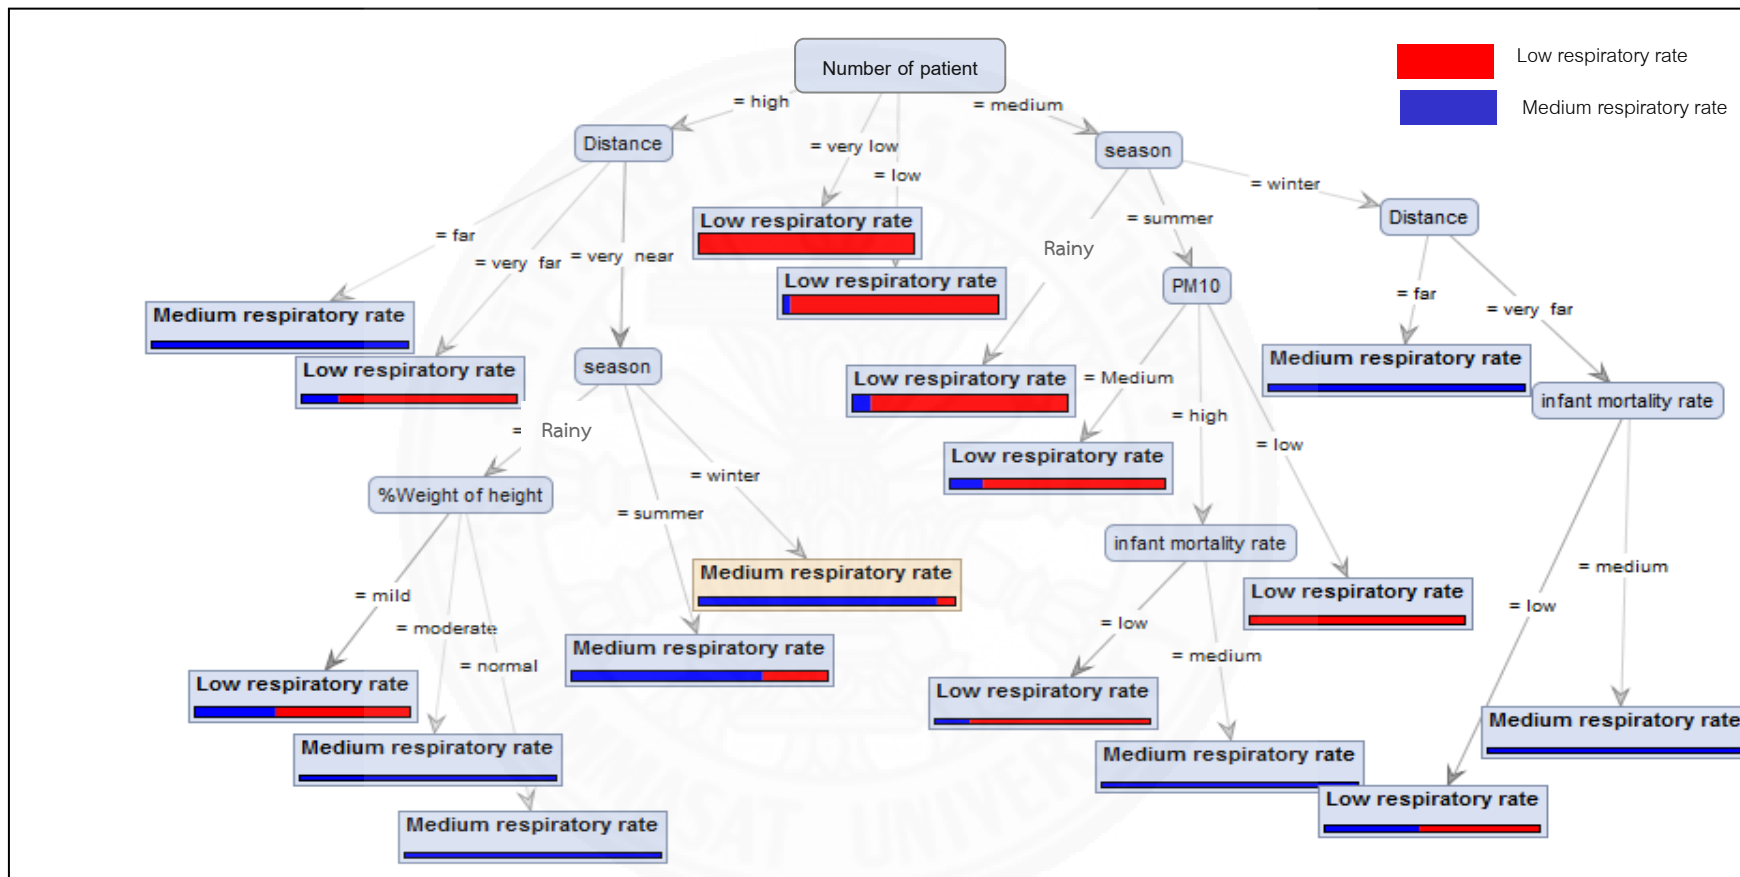 Number of patient
Low respiratory rate
Medium respiratory rate
= high
= very low
= low
= medium
Distance
season
= far
= very far
= very near
Low respiratory rate
Low respiratory rate
Rainy
= summer
= winter
Distance
PM10
Medium respiratory rate
Low respiratory rate
season
Low respiratory rate
= Medium
= high
= low
= far
= very far
Medium respiratory rate
infant mortality rate
= Rainy
= winter
= summer
%Weight of height
Low respiratory rate
infant mortality rate
Low respiratory rate
= low
= medium
= mild
= moderate
= normal
Medium respiratory rate
Medium respiratory rate
= low
= medium
Low respiratory rate
Medium respiratory rate
Medium respiratory rate
Low respiratory rate
Medium respiratory rate
Medium respiratory rate
Low respiratory rate
THAMMASAT UNIVERSITY